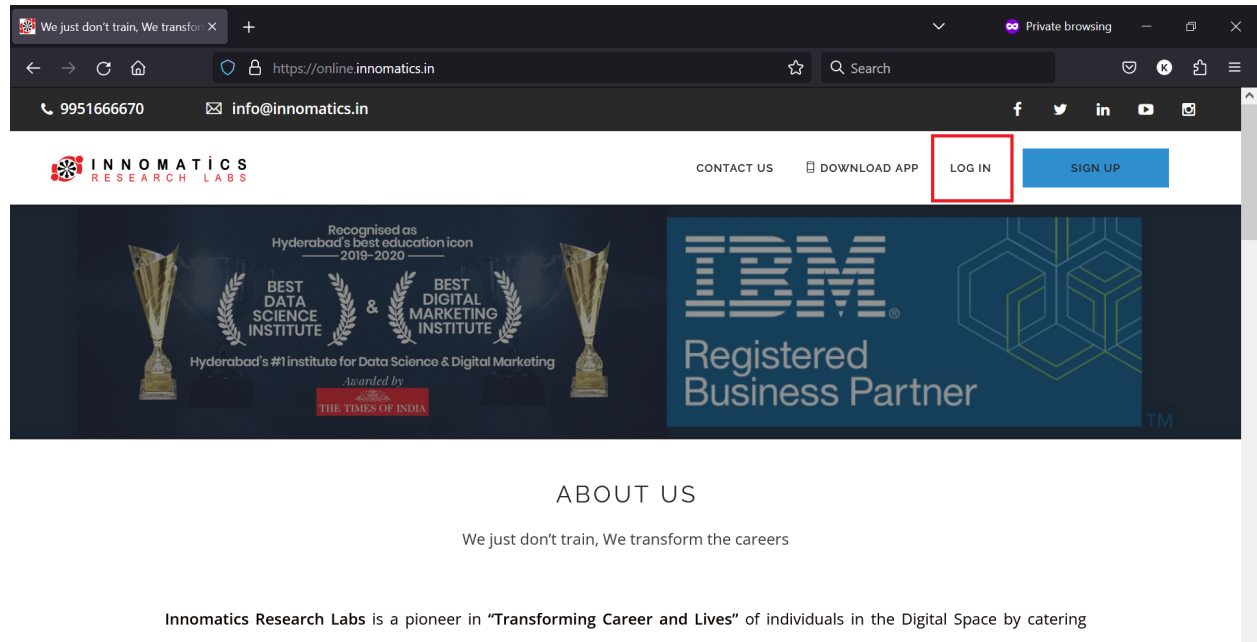 We just don't train, We transfor
Private browsing
https://online.innomatics.in
Search
K
9951666670
info@innomatics.in
INNOMATİCS
RESEARCH LABS
CONTACT US
DOWNLOAD APP
LOG IN
SIGN UP
Recognised as
Hyderabad's best education icon
2019-2020
BEST
DATA
SCIENCE
INSTITUTE
&
BEST
DIGITAL
MARKETING
INSTITUTE
Hyderabad's #1 institute for Data Science & Digital Marketing
Awarded by
THE TIMES OF INDIA
IBM®
Registered
Business Partner
TM
ABOUT US
We just don't train, We transform the careers
Innomatics Research Labs is a pioneer in “Transforming Career and Lives” of individuals in the Digital Space by catering